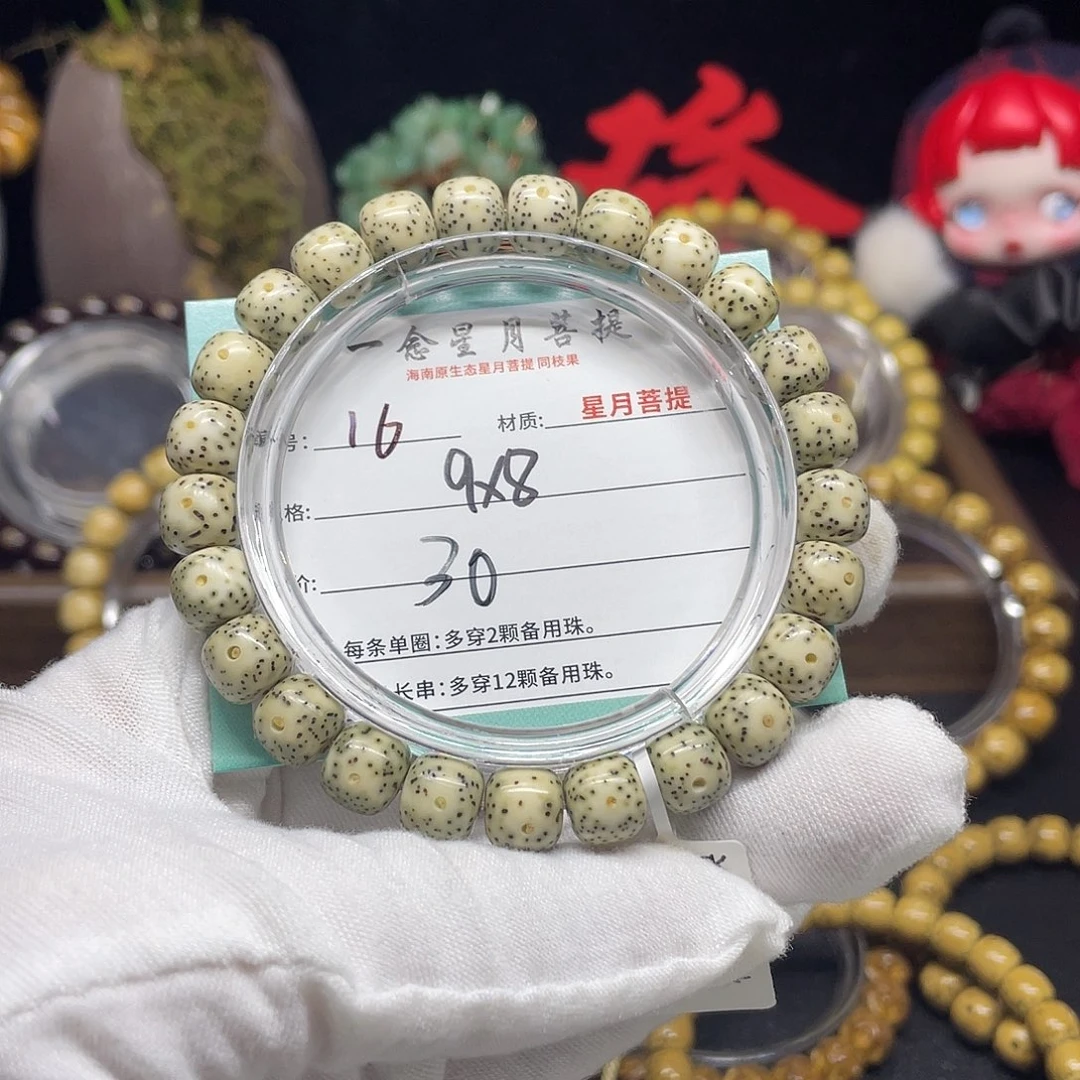 一念星月菩提
海南原生态星月菩提 同枝果
编号: 16 材质: 星月菩提
格: 9x8
价: 30
每条单圈:多穿2颗备用珠。
长串:多穿12颗备用珠。
珠